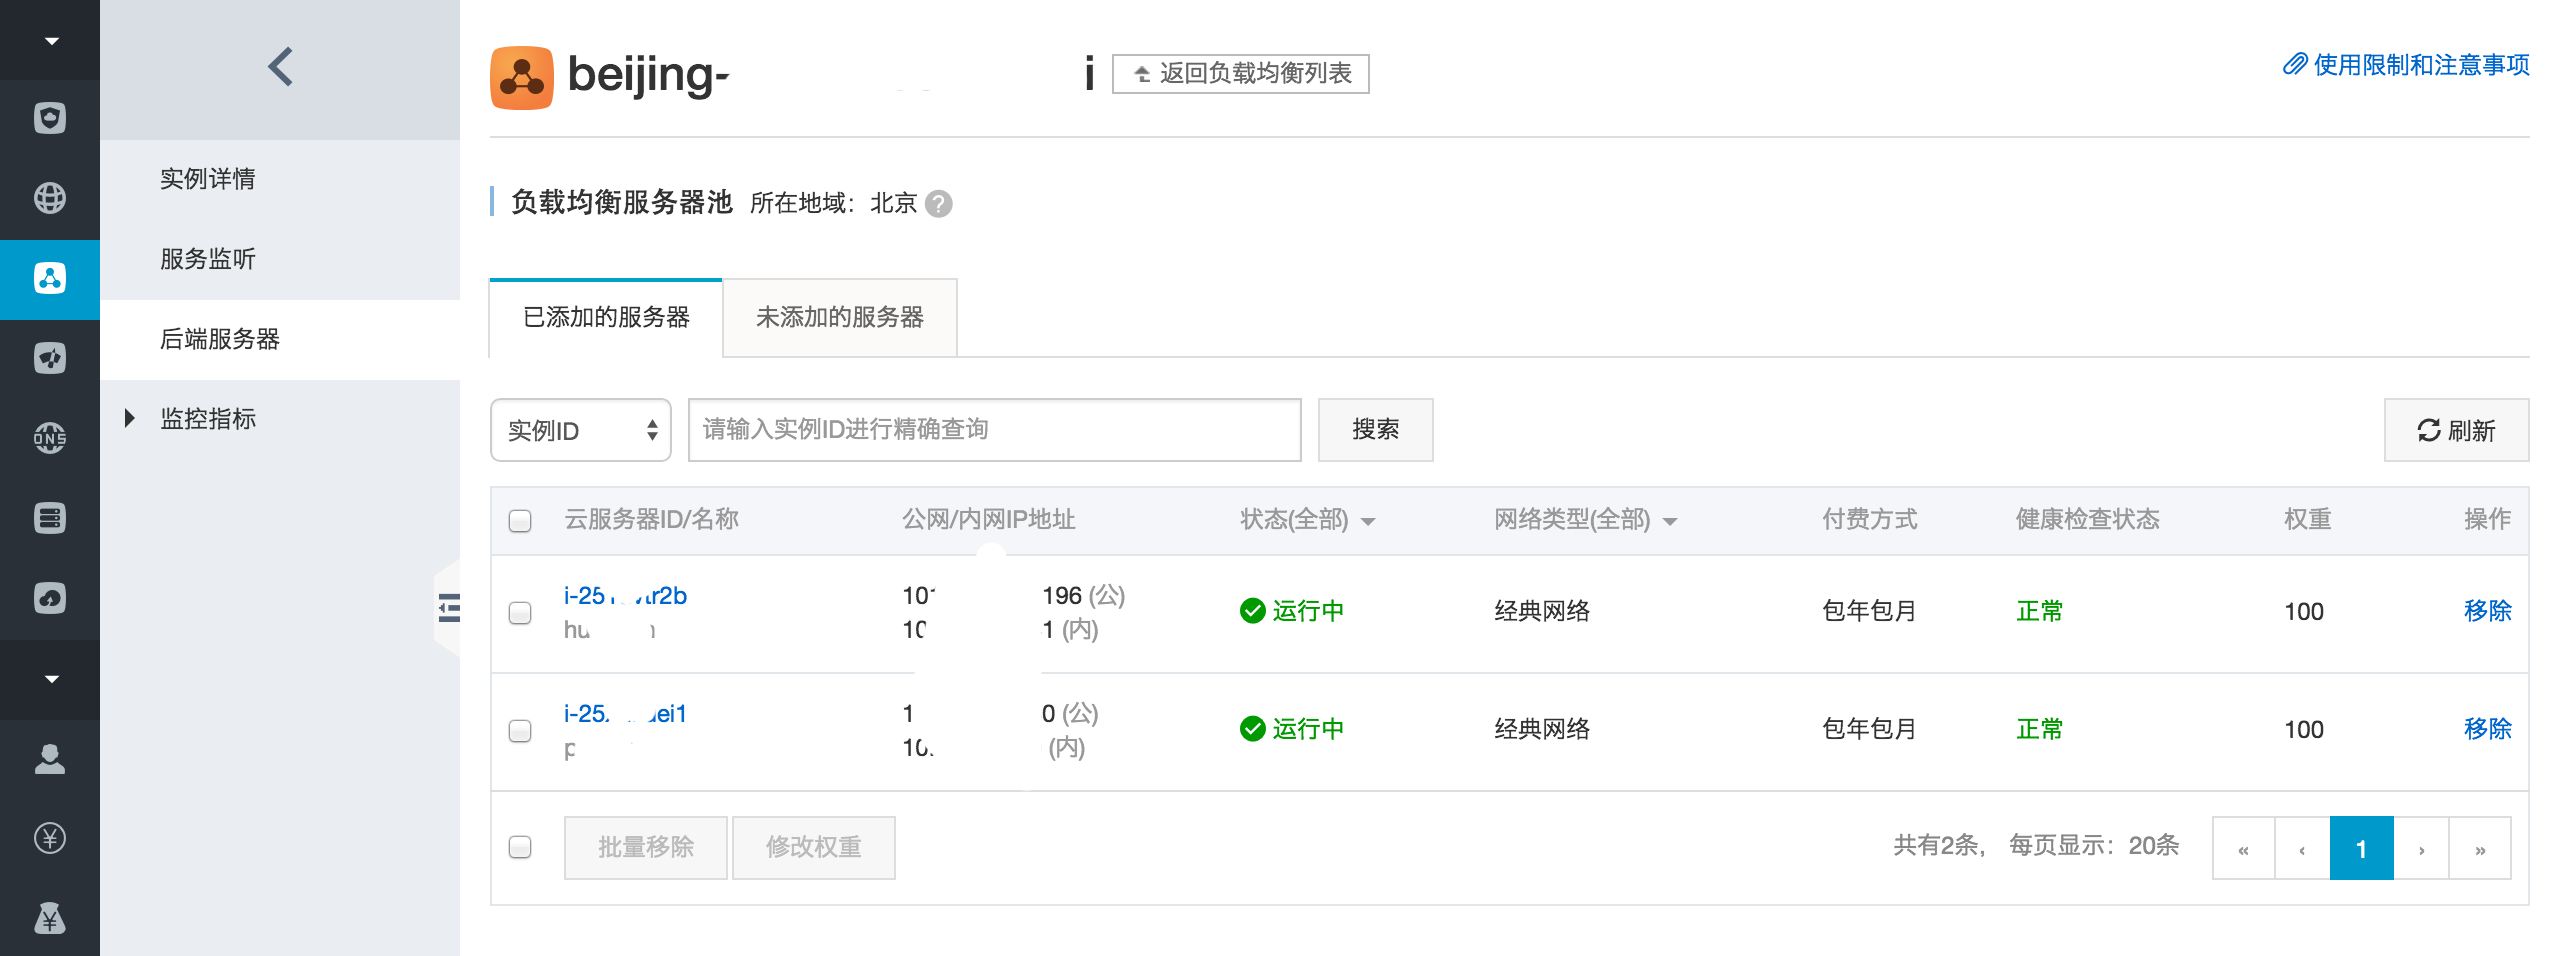 beijing- i 返回负载均衡列表 使用限制和注意事项
实例详情
服务监听
后端服务器
监控指标
负载均衡服务器池 所在地域：北京 ?
已添加的服务器 未添加的服务器
实例ID 请输入实例ID进行精确查询 搜索 刷新
云服务器ID/名称 公网/内网IP地址 状态(全部) 网络类型(全部) 付费方式 健康检查状态 权重 操作
i-25 tr2b 196 (公) 运行中 经典网络 包年包月 正常 100 移除
hu 10 1 (内)
i-25 ei1 1 0 (公) 运行中 经典网络 包年包月 正常 100 移除
p 10. (内)
批量移除 修改权重 共有2条， 每页显示：20条 « ‹ 1 › »
DNS